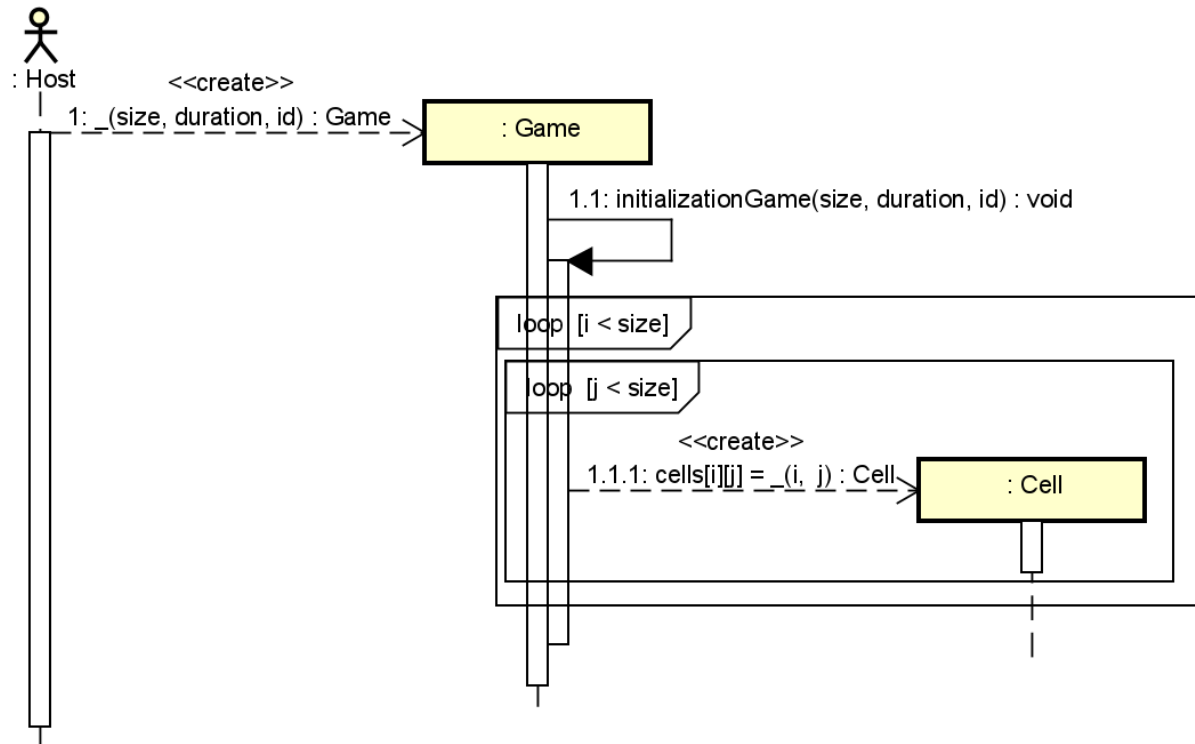 : Host
<<create>>
1: _(size, duration, id) : Game
: Game
1.1: initializationGame(size, duration, id) : void
loop [i < size]
loop [j < size]
<<create>>
1.1.1: cells[i][j] = _(i, j) : Cell
: Cell